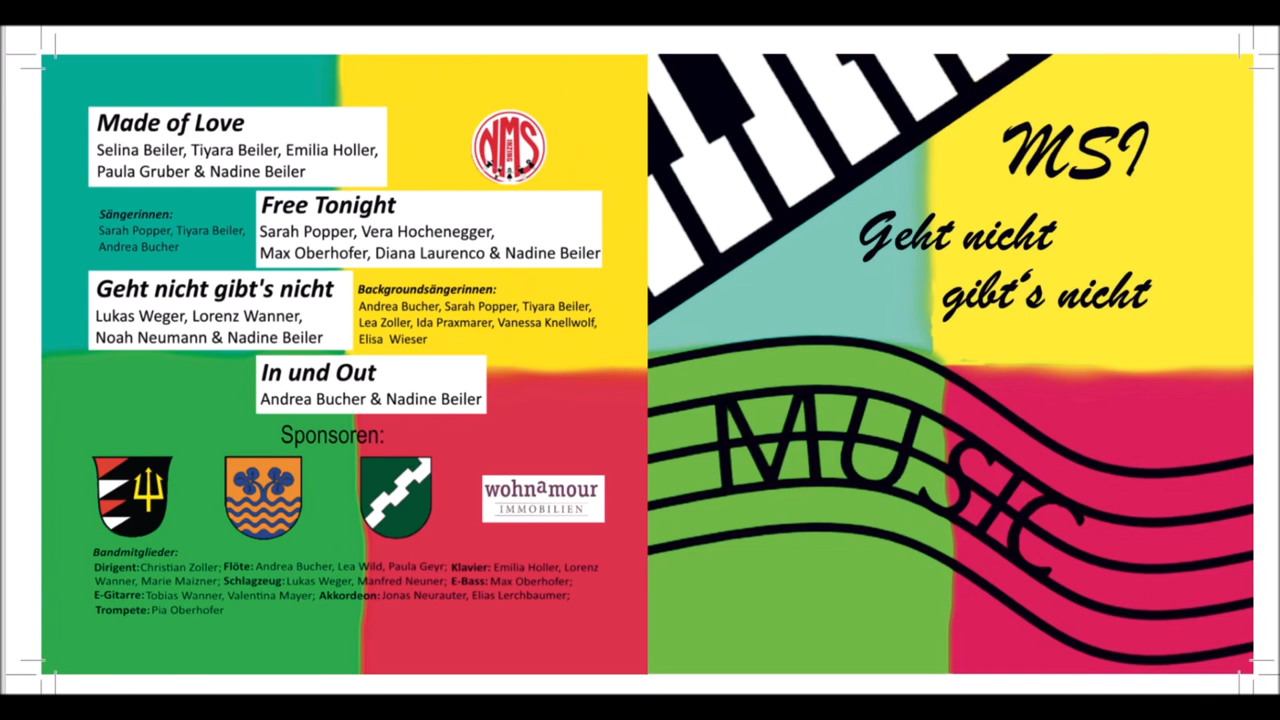 Made of Love
Selina Beiler, Tiyara Beiler, Emilia Holler,
Paula Gruber & Nadine Beiler
NMS
INZING
Sängerinnen:
Sarah Popper, Tiyara Beiler,
Andrea Bucher
Free Tonight
Sarah Popper, Vera Hochenegger,
Max Oberhofer, Diana Laurenco & Nadine Beiler
Geht nicht gibt's nicht
Lukas Weger, Lorenz Wanner,
Noah Neumann & Nadine Beiler
Backgroundsängerinnen:
Andrea Bucher, Sarah Popper, Tiyara Beiler,
Lea Zoller, Ida Praxmarer, Vanessa Knellwolf,
Elisa Wieser
In und Out
Andrea Bucher & Nadine Beiler
Sponsoren:
wohnamour
IMMOBILIEN
Bandmitglieder:
Dirigent: Christian Zoller; Flöte: Andrea Bucher, Lea Wild, Paula Geyr; Klavier: Emilia Holler, Lorenz
Wanner, Marie Maizner; Schlagzeug: Lukas Weger, Manfred Neuner; E-Bass: Max Oberhofer;
E-Gitarre: Tobias Wanner, Valentina Mayer; Akkordeon: Jonas Neurauter, Elias Lerchbaumer;
Trompete: Pia Oberhofer
MSI
Geht nicht
gibt's nicht
MUSIC